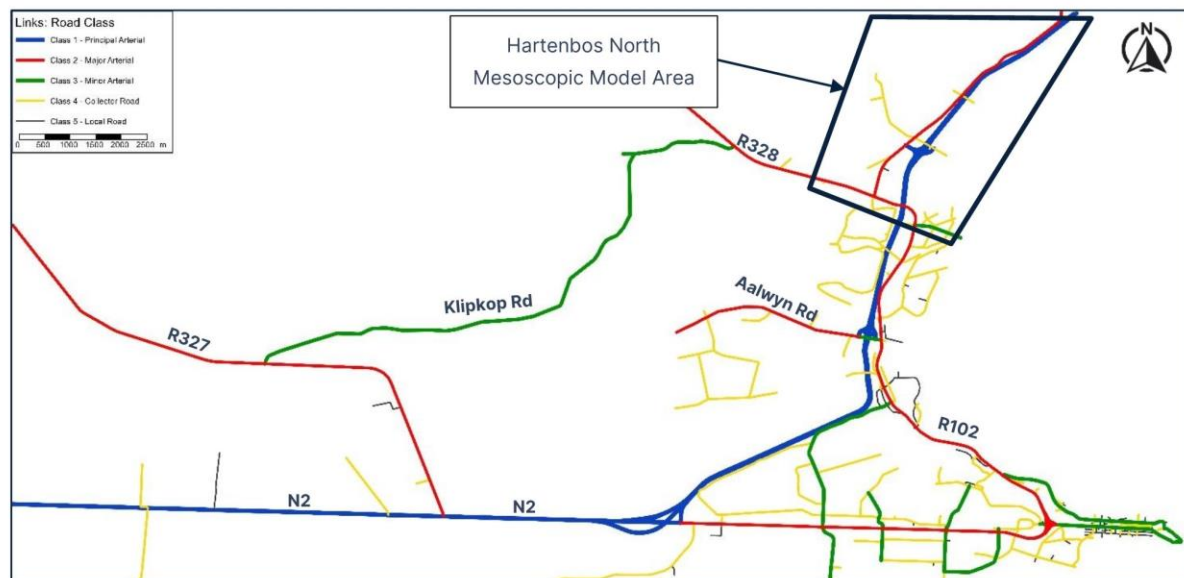 Links: Road Class
Class 1 - Principal Arterial
Class 2 - Major Arterial
Class 3 - Minor Arterial
Class 4 - Collector Road
Class 5 - Local Road
0 500 1000 1500 2000 2500 m
Hartenbos North
Mesoscopic Model Area
N
R328
Klipkop Rd
Aalwyn Rd
R327
R102
N2
N2